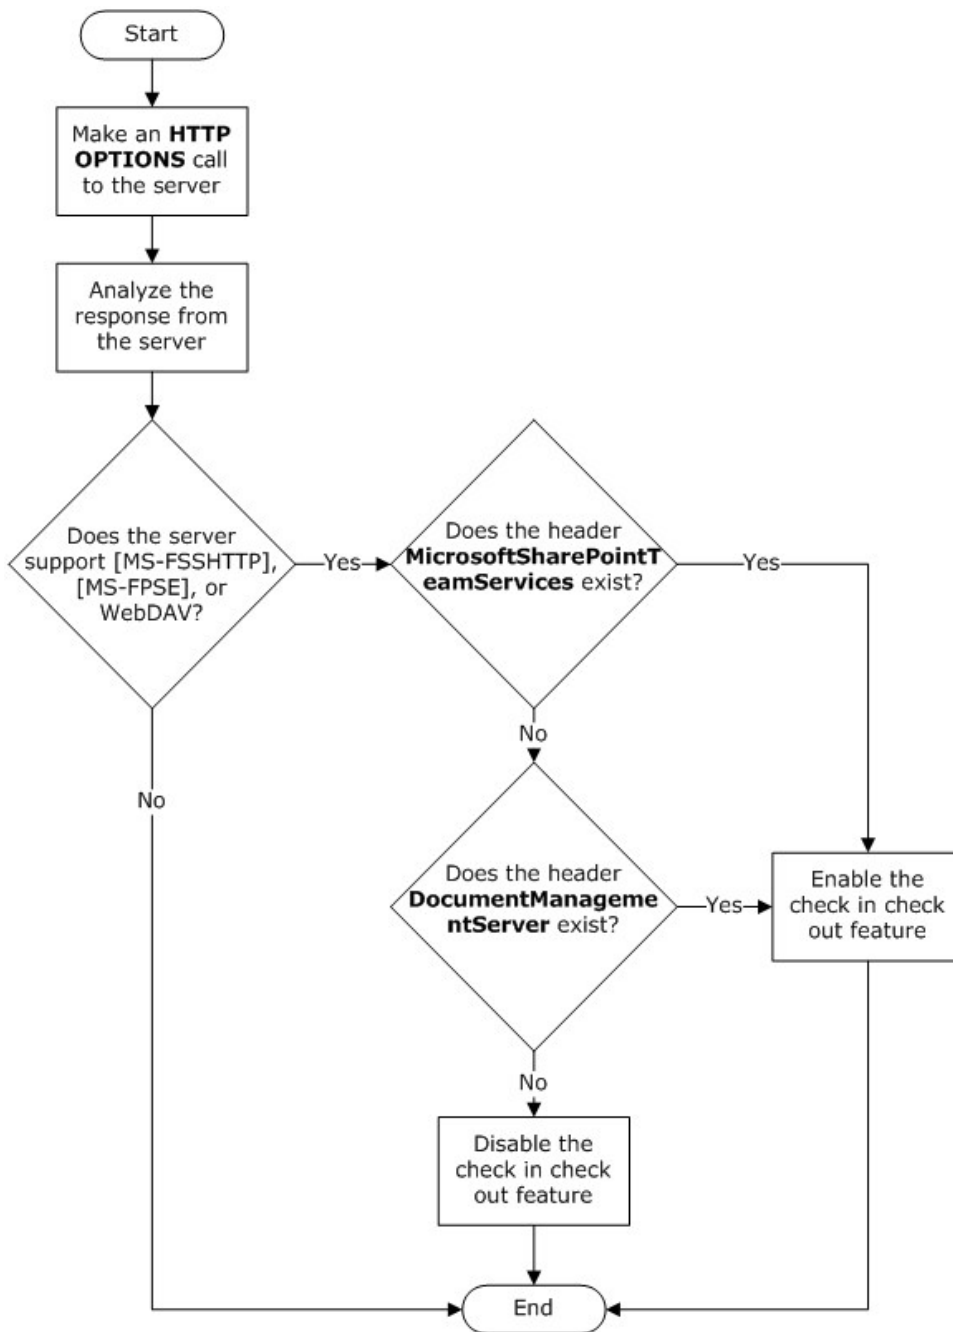 Start
Make an HTTP
OPTIONS call
to the server
Analyze the
response from
the server
Does the server
support [MS-FSSHTTP],
[MS-FPSE], or
WebDAV?
Yes
Does the header
MicrosoftSharePointT
eamServices exist?
Yes
No
No
Does the header
DocumentManageme
ntServer exist?
Yes
Enable the
check in check
out feature
No
Disable the
check in check
out feature
End